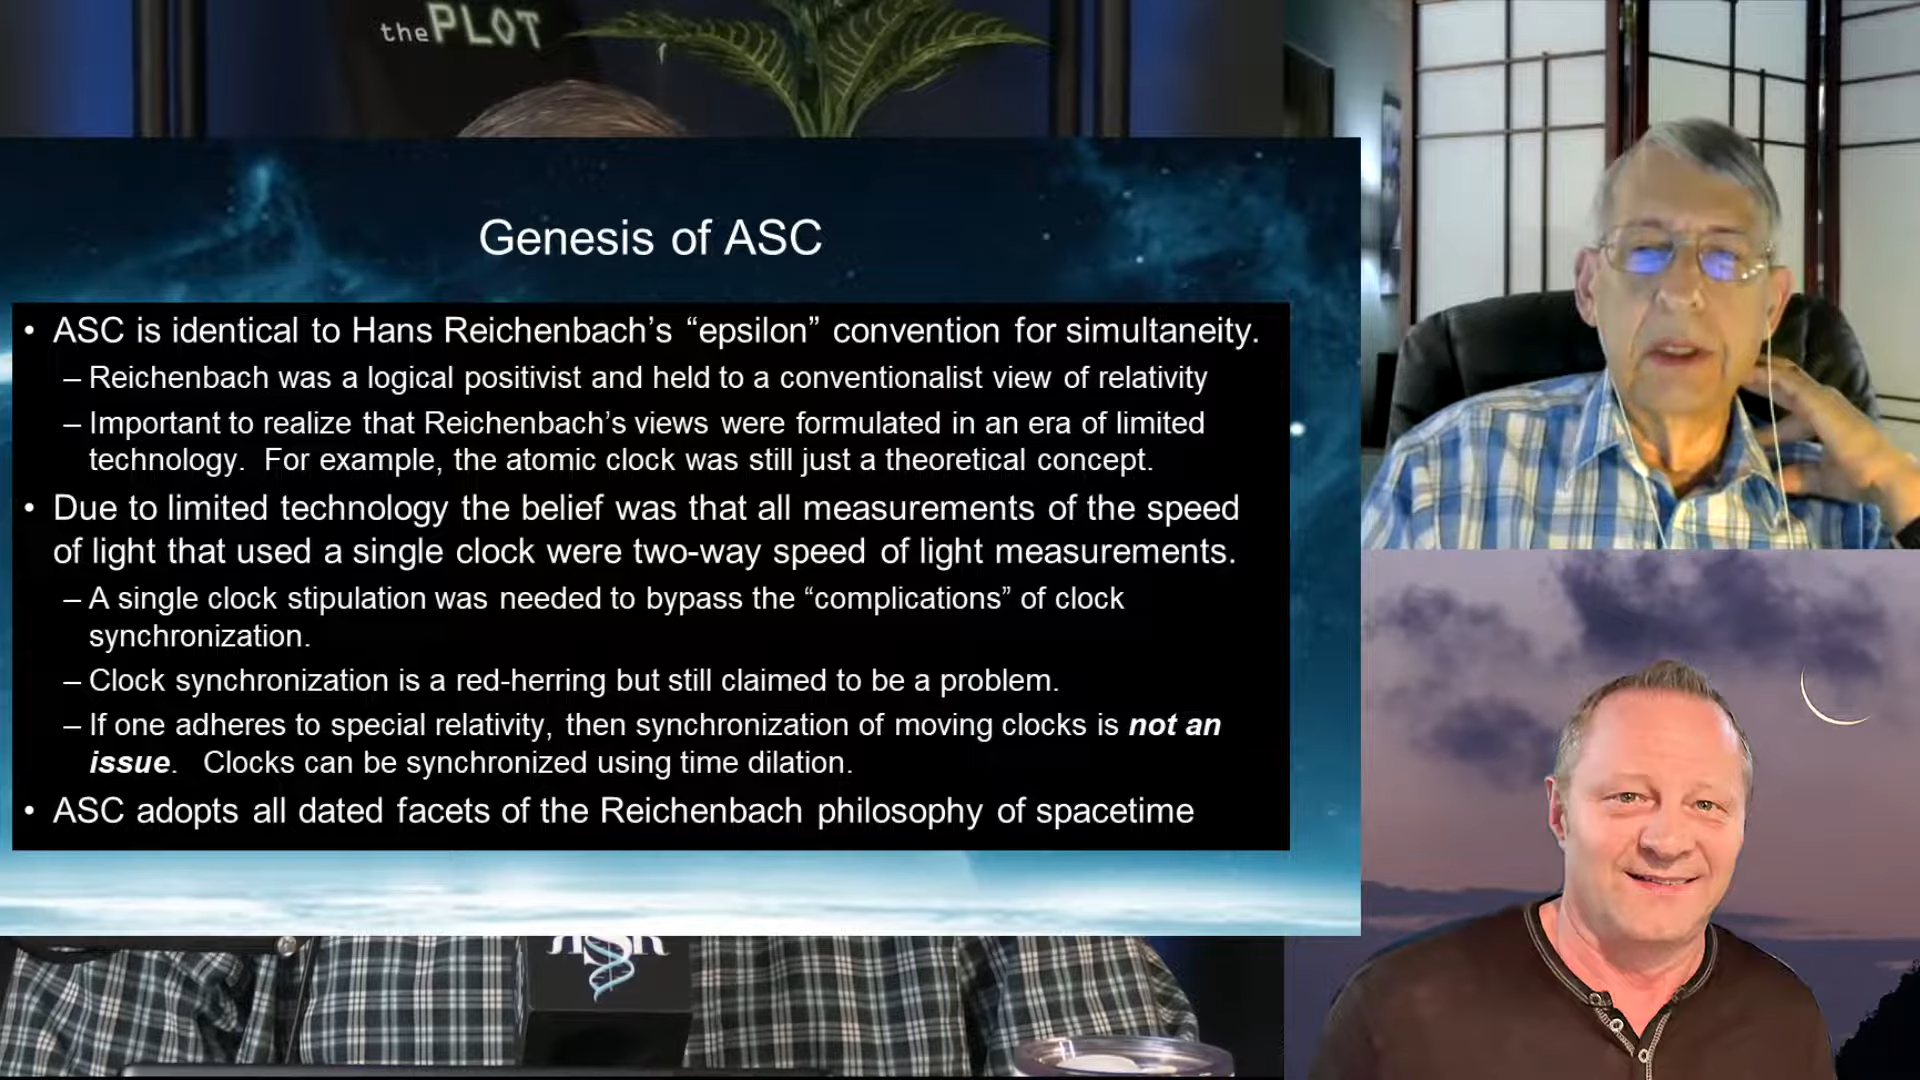 the PLOT
Genesis of ASC
• ASC is identical to Hans Reichenbach’s “epsilon” convention for simultaneity.
– Reichenbach was a logical positivist and held to a conventionalist view of relativity
– Important to realize that Reichenbach’s views were formulated in an era of limited
technology.  For example, the atomic clock was still just a theoretical concept.
• Due to limited technology the belief was that all measurements of the speed
of light that used a single clock were two-way speed of light measurements.
– A single clock stipulation was needed to bypass the “complications” of clock
synchronization.
– Clock synchronization is a red-herring but still claimed to be a problem.
– If one adheres to special relativity, then synchronization of moving clocks is not an
issue.   Clocks can be synchronized using time dilation.
• ASC adopts all dated facets of the Reichenbach philosophy of spacetime